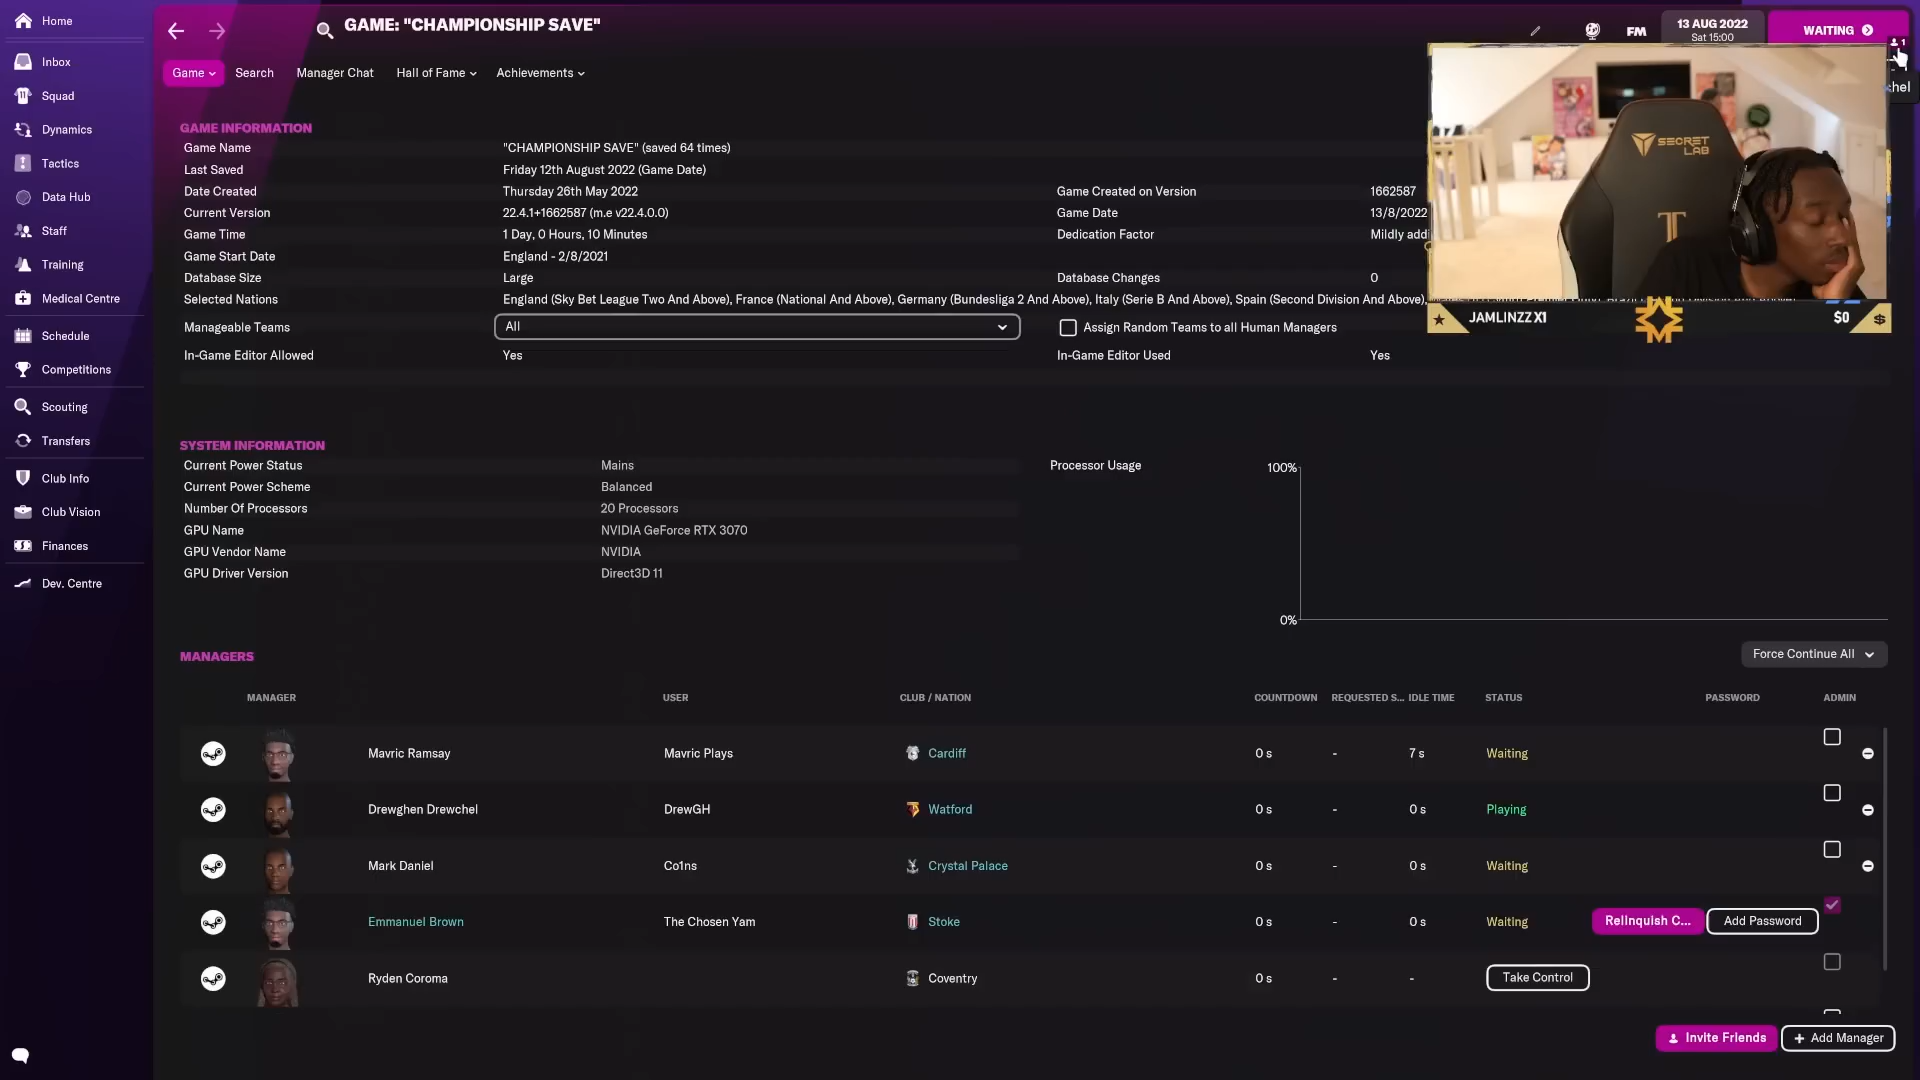 Home
GAME: "CHAMPIONSHIP SAVE"
FM
13 AUG 2022
Sat 15:00
WAITING
1
Inbox
Squad
Dynamics
Tactics
Data Hub
Staff
Training
Medical Centre
Schedule
Competitions
Scouting
Transfers
Club Info
Club Vision
Finances
Dev. Centre
Game
Search
Manager Chat
Hall of Fame
Achievements
GAME INFORMATION
Game Name "CHAMPIONSHIP SAVE" (saved 64 times)
Last Saved Friday 12th August 2022 (Game Date)
Date Created Thursday 26th May 2022 Game Created on Version 1662587
Current Version 22.4.1+1662587 (m.e v22.4.0.0) Game Date 13/8/2022
Game Time 1 Day, 0 Hours, 10 Minutes Dedication Factor Mildly addi
Game Start Date England - 2/8/2021
Database Size Large Database Changes 0
Selected Nations England (Sky Bet League Two And Above), France (National And Above), Germany (Bundesliga 2 And Above), Italy (Serie B And Above), Spain (Second Division And Above),
Manageable Teams All Assign Random Teams to all Human Managers
In-Game Editor Allowed Yes In-Game Editor Used Yes
SECRET
LAB
hel
JAMLINZZ X1 $0 $
SYSTEM INFORMATION
Current Power Status Mains
Current Power Scheme Balanced
Number Of Processors 20 Processors
GPU Name NVIDIA GeForce RTX 3070
GPU Vendor Name NVIDIA
GPU Driver Version Direct3D 11
Processor Usage 100%
0%
MANAGERS
Force Continue All
MANAGER USER CLUB / NATION COUNTDOWN REQUESTED S... IDLE TIME STATUS PASSWORD ADMIN
Mavric Ramsay Mavric Plays Cardiff 0 s - 7 s Waiting
Drewghen Drewchel DrewGH Watford 0 s - 0 s Playing
Mark Daniel Co1ns Crystal Palace 0 s - 0 s Waiting
Emmanuel Brown The Chosen Yam Stoke 0 s - 0 s Waiting Relinquish C... Add Password
Ryden Coroma Coventry 0 s - - Take Control
Invite Friends
+ Add Manager